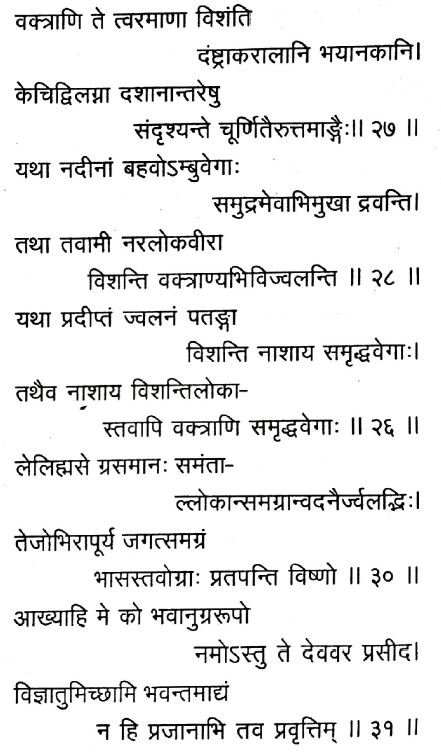 वक्त्राणि ते त्वरमाणा विशंति
दंष्ट्राकरालानि भयानकानि।
केचिद्विलग्ना दशानान्तरेषु
संदृश्यन्ते चूर्णितैरुत्तमाङ्गैः॥ २७ ॥
यथा नदीनां बहवोऽम्बुवेगाः
समुद्रमेवाभिमुखा द्रवन्ति।
तथा तवामी नरलोकवीरा
विशन्ति वक्त्राण्यभिविज्वलन्ति ॥ २८ ॥
यथा प्रदीप्तं ज्वलनं पतङ्गा
विशन्ति नाशाय समृद्धवेगाः।
तथैव नाशाय विशन्तिलोका-
स्तवापि वक्त्राणि समृद्धवेगाः ॥ २६ ॥
लेलिह्यसे ग्रसमानः समंता-
ल्लोकान्समग्रान्वदनैर्ज्वलद्भिः।
तेजोभिरापूर्य जगत्समग्रं
भासस्तवोग्राः प्रतपन्ति विष्णो ॥ ३० ॥
आख्याहि मे को भवानुग्ररूपो
नमोऽस्तु ते देववर प्रसीद।
विज्ञातुमिच्छामि भवन्तमाद्यं
न हि प्रजानाभि तव प्रवृत्तिम् ॥ ३१ ॥